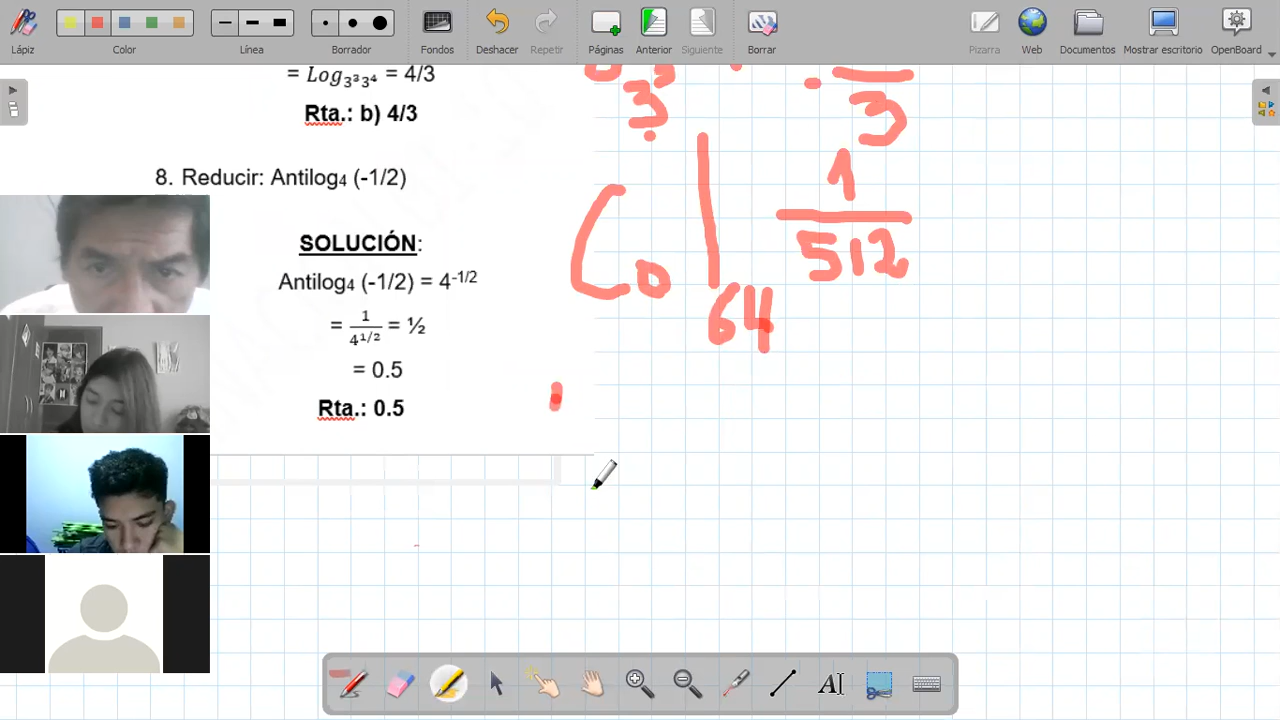 Lápiz Color Línea Borrador Fondos Deshacer Repetir Páginas Anterior Siguiente Borrar Pizarra Web Documentos Mostrar escritorio OpenBoard
= Log₃³3⁴ = 4/3
Rta.: b) 4/3
8. Reducir: Antilog₄ (-1/2)
SOLUCIÓN:
Antilog₄ (-1/2) = 4⁻¹/²
= 1/4¹/² = ½
= 0.5
Rta.: 0.5
3
3
1
512
Co
64
AI